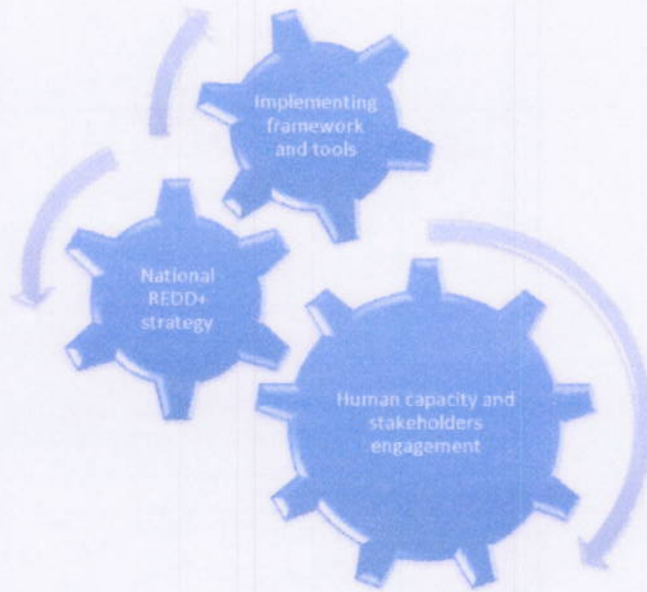 Implementing
framework
and tools
National
REDD+
strategy
Human capacity and
stakeholders
engagement